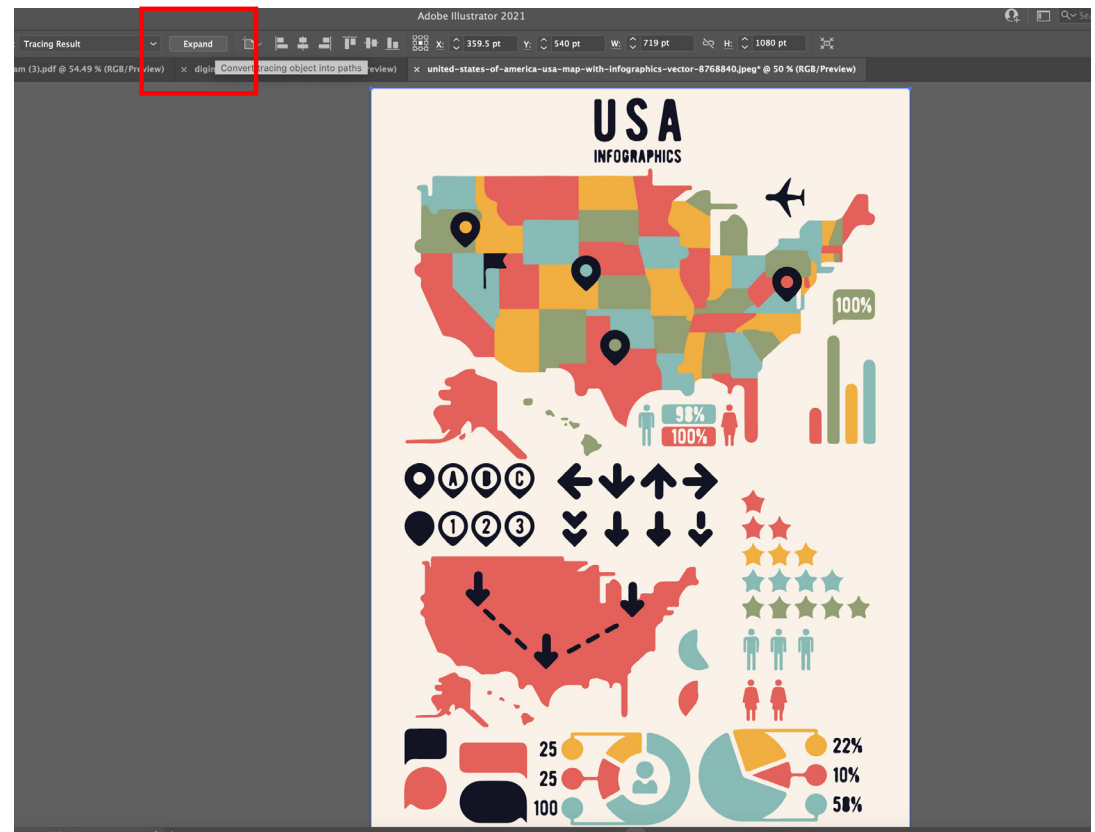 Adobe Illustrator 2021
Tracing Result Expand X: 359.5 pt Y: 540 pt W: 719 pt H: 1080 pt
am (3).pdf @ 54.49 % (RGB/Preview) × digin review) × united-states-of-america-usa-map-with-infographics-vector-8768840.jpeg* @ 50 % (RGB/Preview)
Convert tracing object into paths
USA
INFOGRAPHICS
100%
98%
100%
A B C
1 2 3
25
25
100
22%
10%
58%